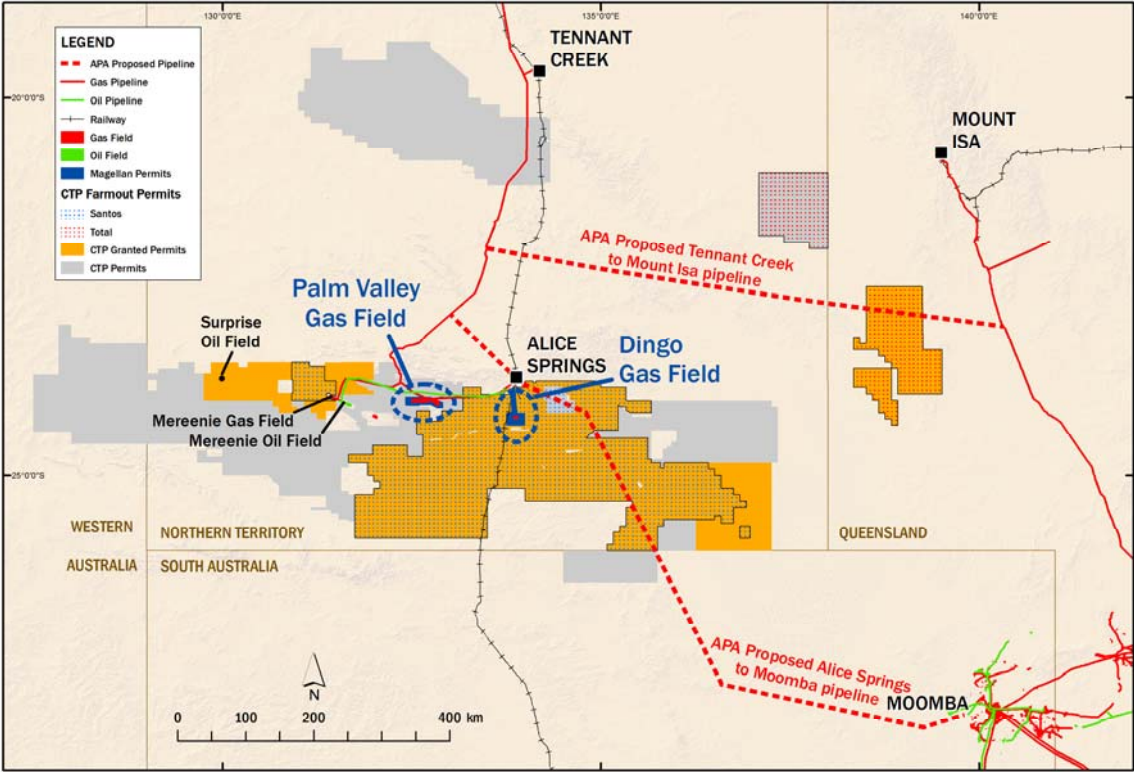 130°0'0"E
135°0'0"E
140°0'0"E
20°0'0"S
25°0'0"S
LEGEND
APA Proposed Pipeline
Gas Pipeline
Oil Pipeline
Railway
Gas Field
Oil Field
Magellan Permits
CTP Farmout Permits
Santos
Total
CTP Granted Permits
CTP Permits
TENNANT
CREEK
MOUNT
ISA
APA Proposed Tennant Creek
to Mount Isa pipeline
Palm Valley
Gas Field
Surprise
Oil Field
ALICE
SPRINGS
Dingo
Gas Field
Mereenie Gas Field
Mereenie Oil Field
WESTERN
AUSTRALIA
NORTHERN TERRITORY
SOUTH AUSTRALIA
QUEENSLAND
APA Proposed Alice Springs
to Moomba pipeline
MOOMBA
N
0 100 200 400 km